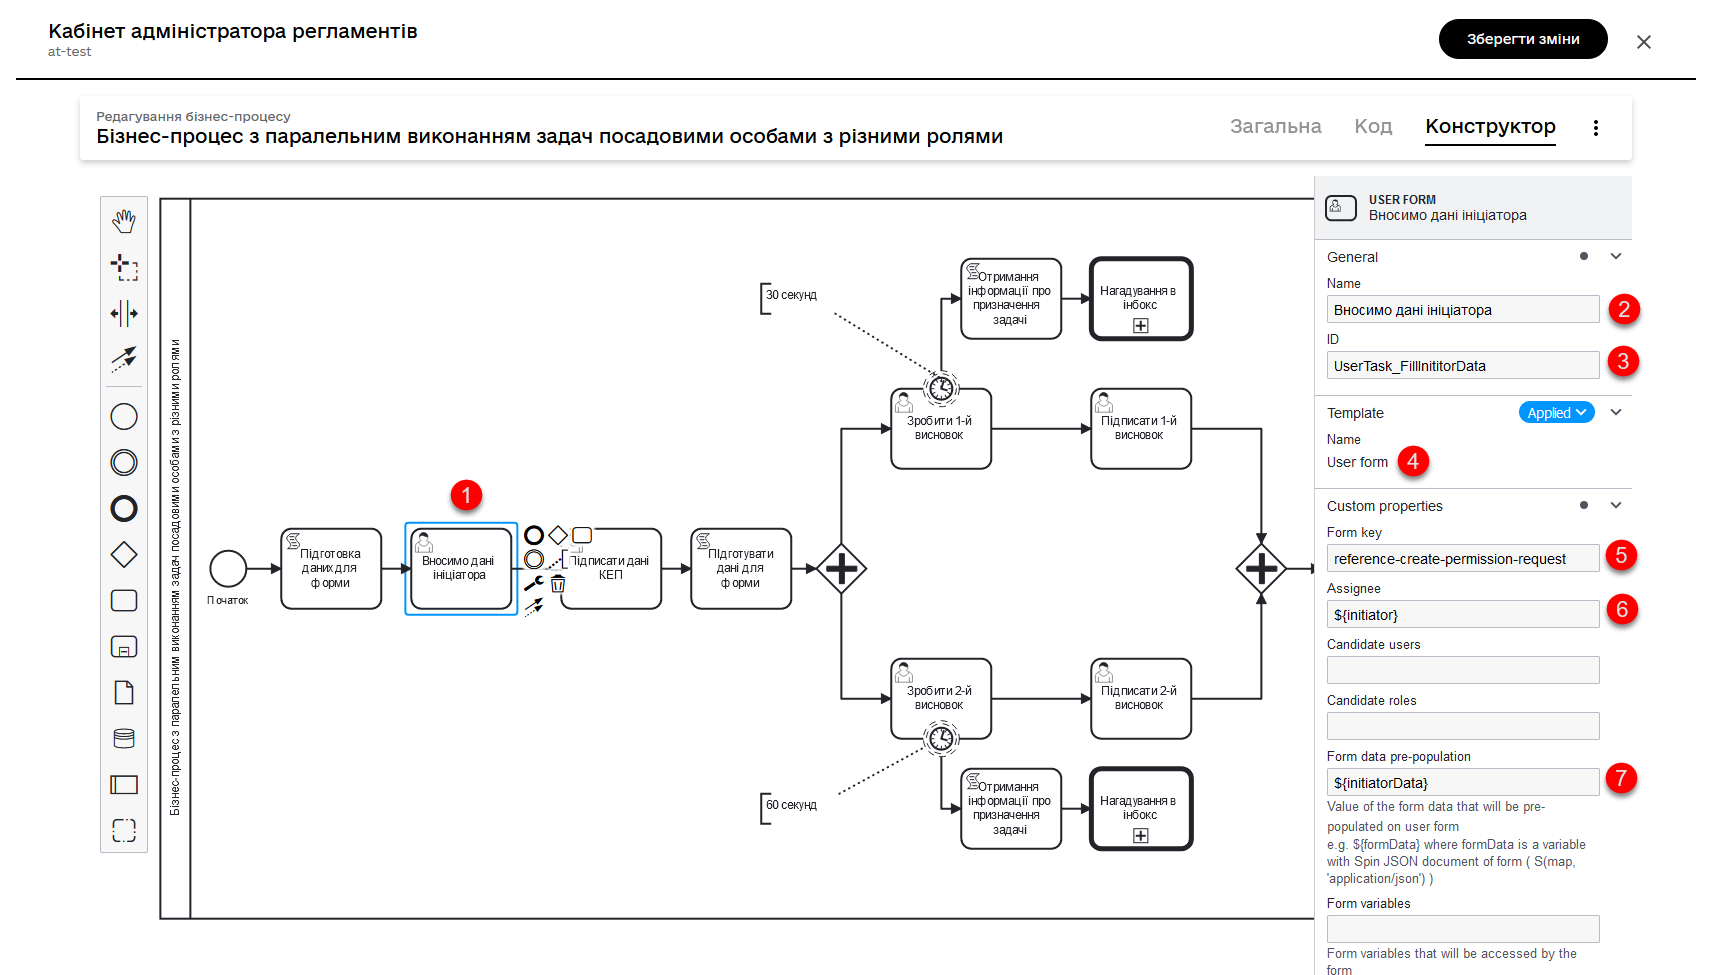 Кабінет адміністратора регламентів
at-test
Зберегти зміни
Редагування бізнес-процесу
Бізнес-процес з паралельним виконанням задач посадовими особами з різними ролями
Загальна
Код
Конструктор
Бізнес-процес з паралельним виконанням задач посадовими особами з різними ролями
Початок
Підготовка
даних для
форми
1
Вносимо дані
ініціатора
Підписати дані
КЕП
Підготувати
дані для
форми
30 секунд
Отримання
інформації про
призначення
задачі
Нагадування в
інбокс
Зробити 1-й
висновок
Підписати 1-й
висновок
Зробити 2-й
висновок
Підписати 2-й
висновок
60 секунд
Отримання
інформації про
призначення
задачі
Нагадування в
інбокс
USER FORM
Вносимо дані ініціатора
General
Name
Вносимо дані ініціатора
2
ID
UserTask_FillInititorData
3
Template
Applied
Name
User form
4
Custom properties
Form key
reference-create-permission-request
5
Assignee
${initiator}
6
Candidate users
Candidate roles
Form data pre-population
${initiatorData}
7
Value of the form data that will be pre-
populated on user form
e.g. ${formData} where formData is a variable
with Spin JSON document of form ( S(map,
'application/json') )
Form variables
Form variables that will be accessed by the
form